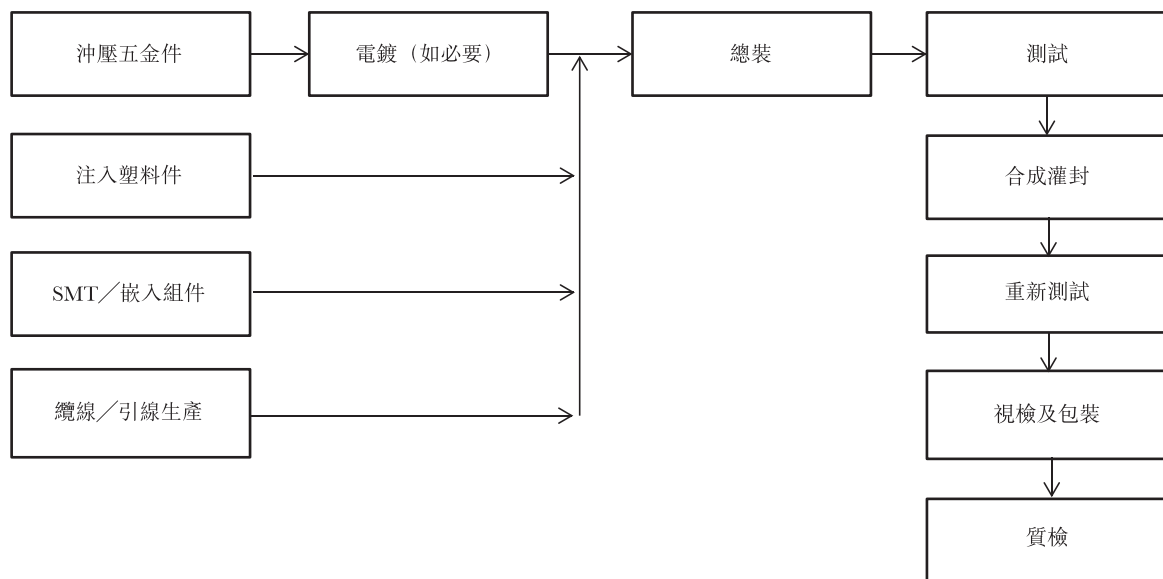 沖壓五金件
電鍍（如必要）
總裝
測試
注入塑料件
合成灌封
SMT／嵌入組件
重新測試
纜線／引線生產
視檢及包裝
質檢